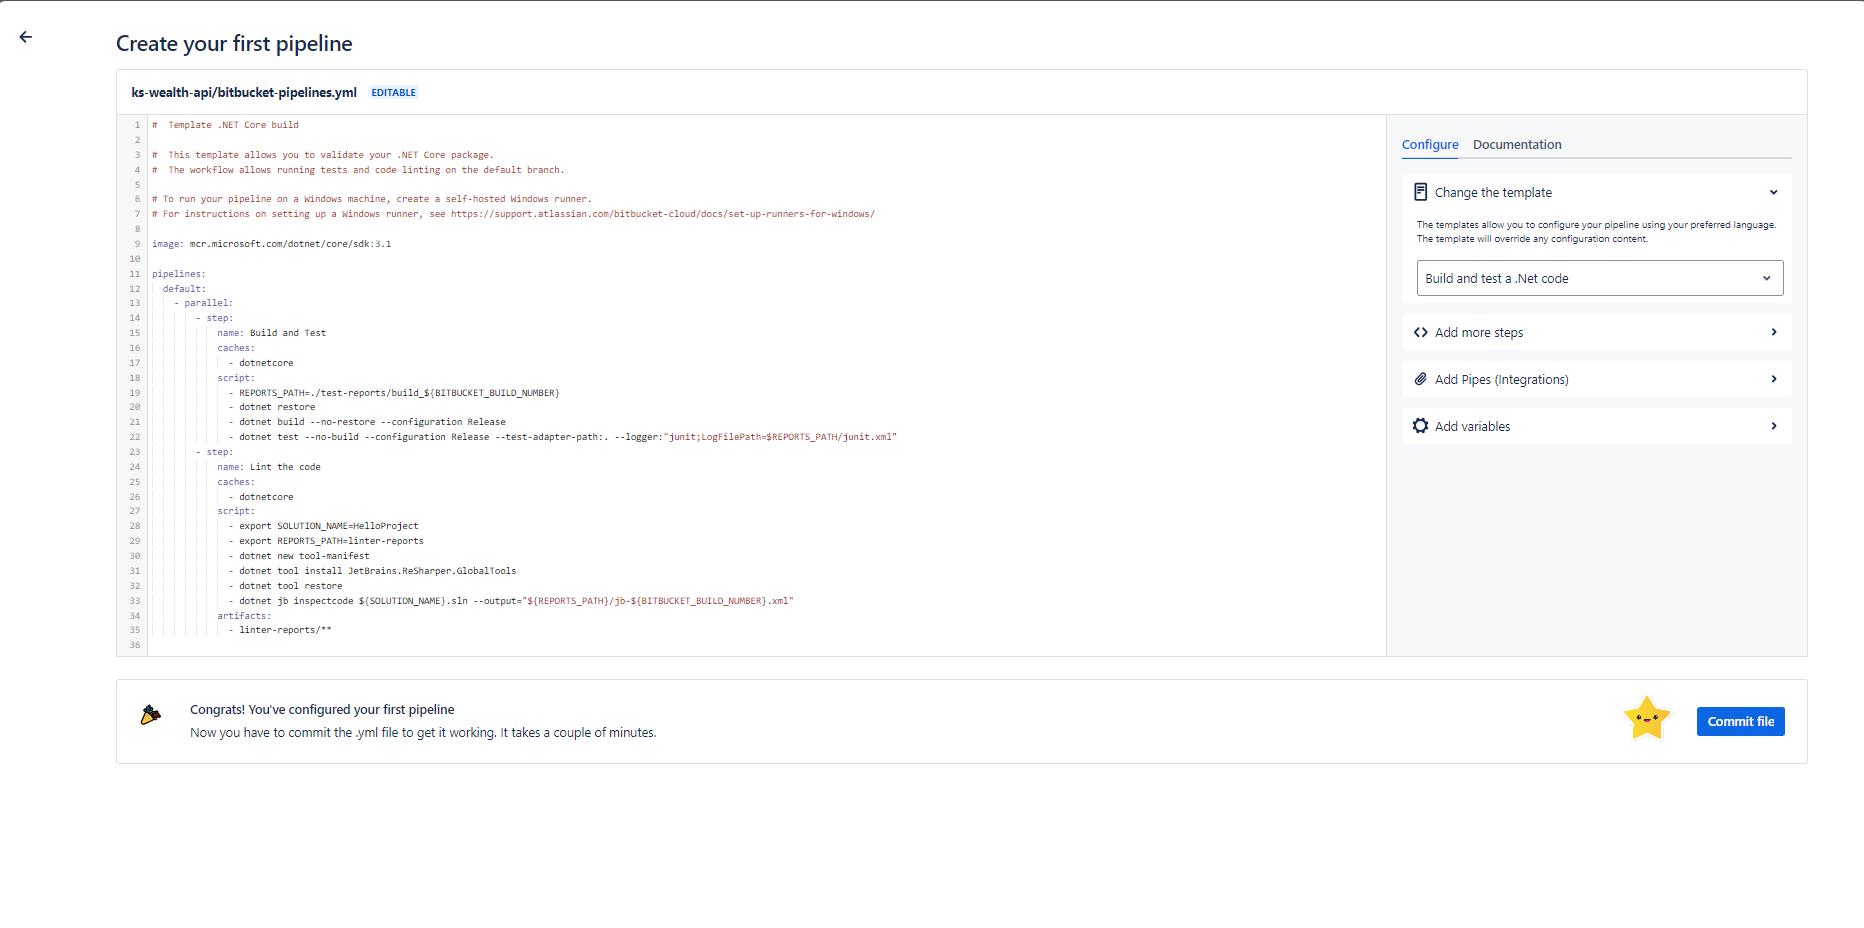 Create your first pipeline
ks-wealth-api/bitbucket-pipelines.yml EDITABLE
1 # Template .NET Core build
2
3 # This template allows you to validate your .NET Core package.
4 # The workflow allows running tests and code linting on the default branch.
5
6 # To run your pipeline on a Windows machine, create a self-hosted Windows runner.
7 # For instructions on setting up a Windows runner, see https://support.atlassian.com/bitbucket-cloud/docs/set-up-runners-for-windows/
8
9 image: mcr.microsoft.com/dotnet/core/sdk:3.1
10
11 pipelines:
12   default:
13     - parallel:
14         - step:
15             name: Build and Test
16             caches:
17               - dotnetcore
18             script:
19               - REPORTS_PATH=./test-reports/build_${BITBUCKET_BUILD_NUMBER}
20               - dotnet restore
21               - dotnet build --no-restore --configuration Release
22               - dotnet test --no-build --configuration Release --test-adapter-path:. --logger:"junit;LogFilePath=$REPORTS_PATH/junit.xml"
23         - step:
24             name: Lint the code
25             caches:
26               - dotnetcore
27             script:
28               - export SOLUTION_NAME=HelloProject
29               - export REPORTS_PATH=linter-reports
30               - dotnet new tool-manifest
31               - dotnet tool install JetBrains.ReSharper.GlobalTools
32               - dotnet tool restore
33               - dotnet jb inspectcode ${SOLUTION_NAME}.sln --output="${REPORTS_PATH}/jb-${BITBUCKET_BUILD_NUMBER}.xml"
34             artifacts:
35               - linter-reports/**
36
Configure Documentation
Change the template
The templates allow you to configure your pipeline using your preferred language.
The template will override any configuration content.
Build and test a .Net code
Add more steps
Add Pipes (Integrations)
Add variables
Congrats! You've configured your first pipeline
Now you have to commit the .yml file to get it working. It takes a couple of minutes.
Commit file